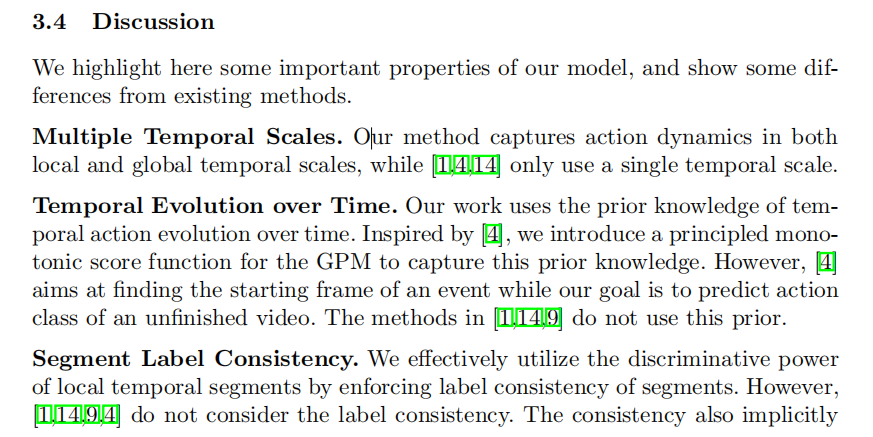 3.4 Discussion
We highlight here some important properties of our model, and show some dif-
ferences from existing methods.
Multiple Temporal Scales. Our method captures action dynamics in both
local and global temporal scales, while [1,4,14] only use a single temporal scale.
Temporal Evolution over Time. Our work uses the prior knowledge of tem-
poral action evolution over time. Inspired by [4], we introduce a principled mono-
tonic score function for the GPM to capture this prior knowledge. However, [4]
aims at finding the starting frame of an event while our goal is to predict action
class of an unfinished video. The methods in [1,14,9] do not use this prior.
Segment Label Consistency. We effectively utilize the discriminative power
of local temporal segments by enforcing label consistency of segments. However,
[1,14,9,4] do not consider the label consistency. The consistency also implicitly